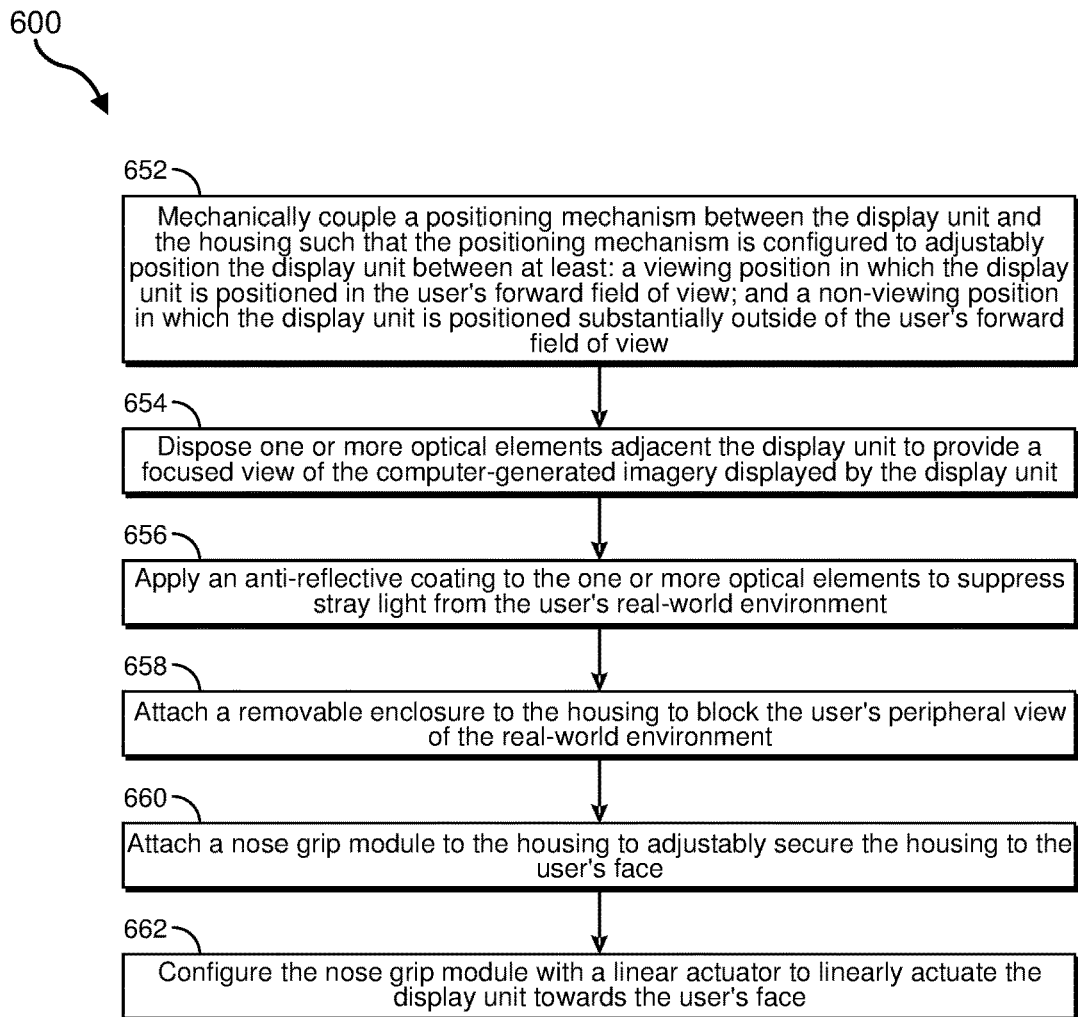 600
652
Mechanically couple a positioning mechanism between the display unit and
the housing such that the positioning mechanism is configured to adjustably
position the display unit between at least: a viewing position in which the display
unit is positioned in the user's forward field of view; and a non-viewing position
in which the display unit is positioned substantially outside of the user's forward
field of view
654
Dispose one or more optical elements adjacent the display unit to provide a
focused view of the computer-generated imagery displayed by the display unit
656
Apply an anti-reflective coating to the one or more optical elements to suppress
stray light from the user's real-world environment
658
Attach a removable enclosure to the housing to block the user's peripheral view
of the real-world environment
660
Attach a nose grip module to the housing to adjustably secure the housing to the
user's face
662
Configure the nose grip module with a linear actuator to linearly actuate the
display unit towards the user's face